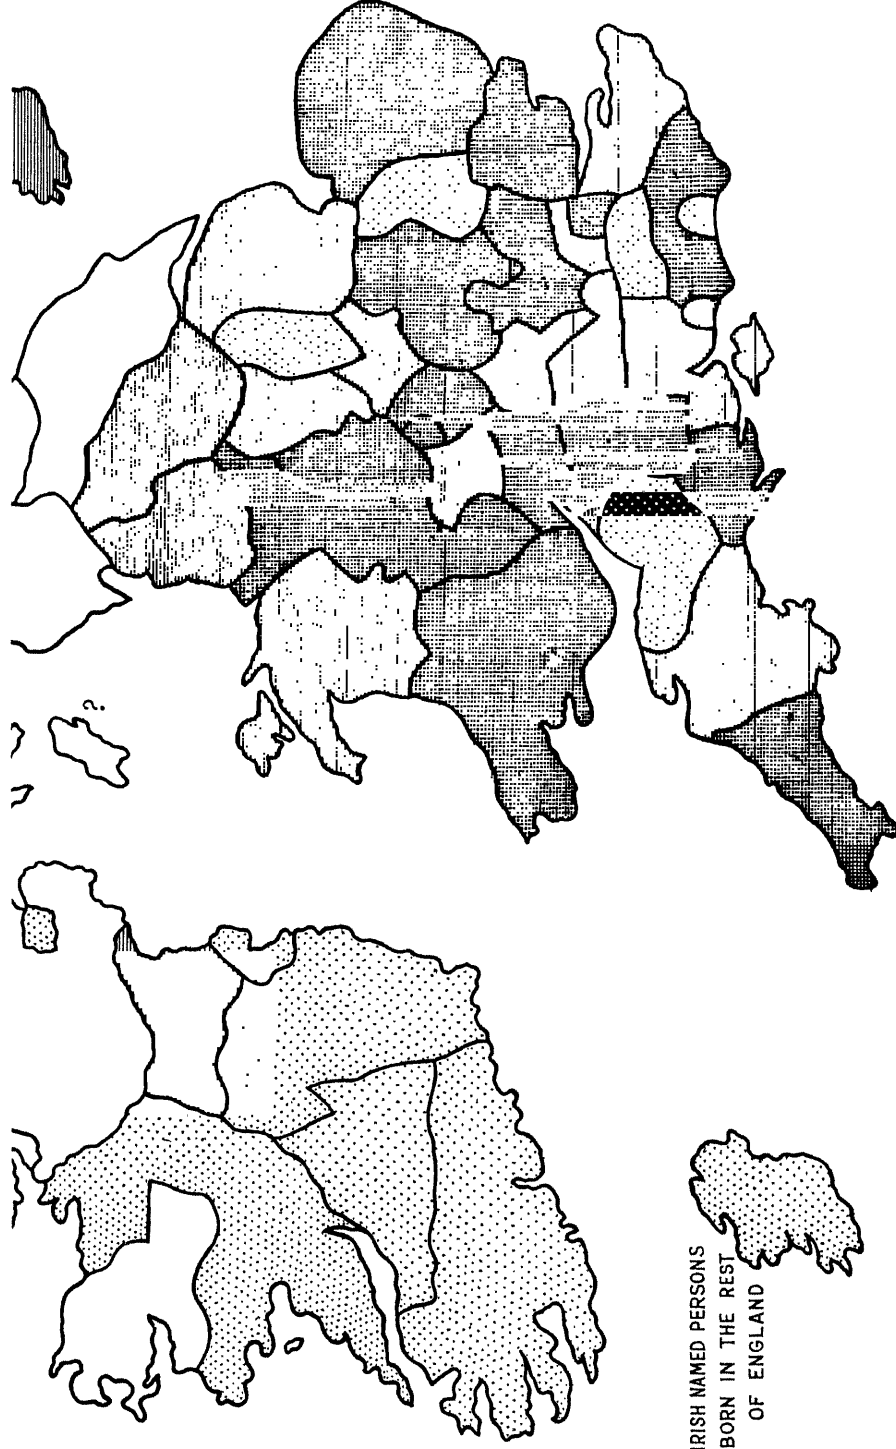 IRISH NAMED PERSONS
BORN IN THE REST
OF ENGLAND
?